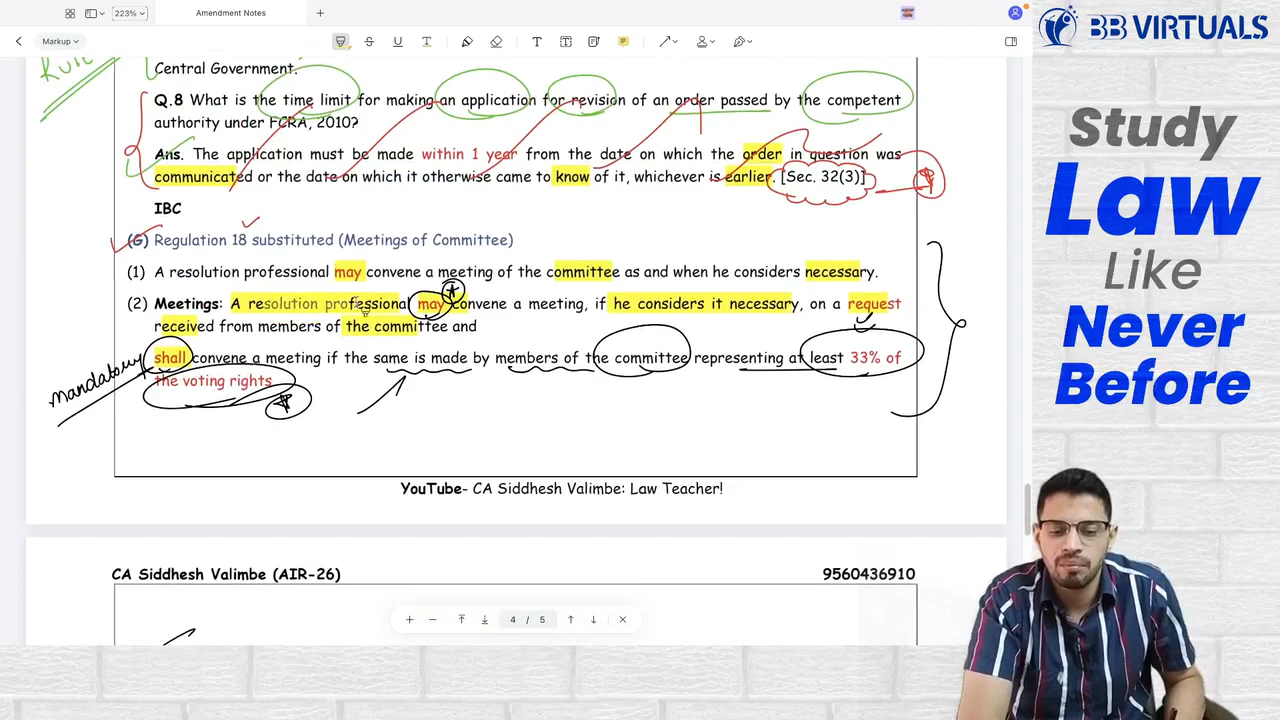 223%
Amendment Notes
Markup
BB VIRTUALS
Rule
Central Government.
Q.8 What is the time limit for making an application for revision of an order passed by the competent
authority under FCRA, 2010?
Ans. The application must be made within 1 year from the date on which the order in question was
communicated or the date on which it otherwise came to know of it, whichever is earlier. [Sec. 32(3)]
IBC
(G) Regulation 18 substituted (Meetings of Committee)
(1) A resolution professional may convene a meeting of the committee as and when he considers necessary.
(2) Meetings: A resolution professional may convene a meeting, if he considers it necessary, on a request
received from members of the committee and
shall convene a meeting if the same is made by members of the committee representing at least 33% of
the voting rights
mandatory
YouTube- CA Siddhesh Valimbe: Law Teacher!
CA Siddhesh Valimbe (AIR-26) 9560436910
4 / 5
Study
Law
Like
Never
Before